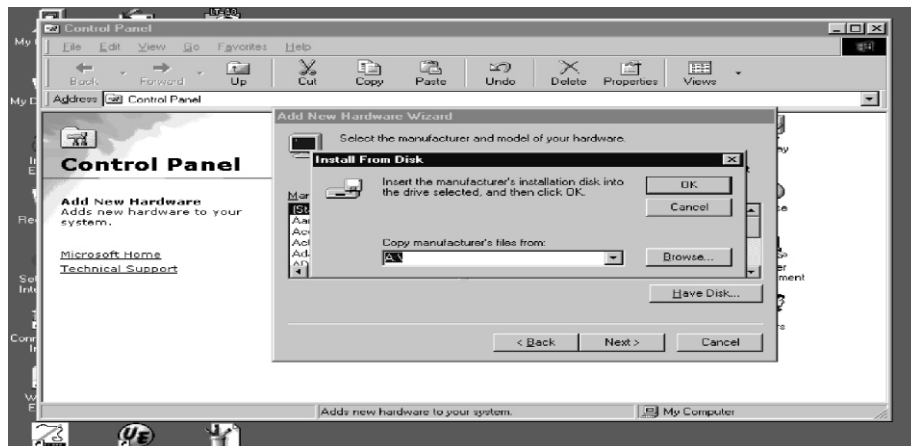 LT-48
Control Panel
File Edit View Go Favorites Help
Back Forward Up Cut Copy Paste Undo Delete Properties Views
Address Control Panel
My
My D
Control Panel
Add New Hardware
Adds new hardware to your
system.
Microsoft Home
Technical Support
Add New Hardware Wizard
Select the manufacturer and model of your hardware.
Install From Disk
Insert the manufacturer's installation disk into
the drive selected, and then click OK.
OK
Cancel
Copy manufacturer's files from:
A:\
Browse...
Have Disk...
< Back Next > Cancel
Adds new hardware to your system. My Computer